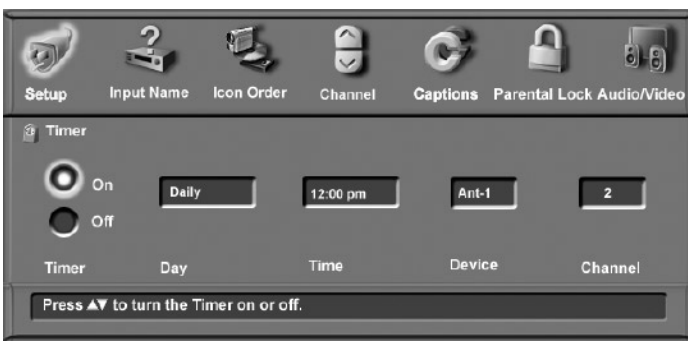 Setup Input Name Icon Order Channel Captions Parental Lock Audio/Video
Timer
On
Off
Daily 12:00 pm Ant-1 2
Timer Day Time Device Channel
Press ▲▼ to turn the Timer on or off.